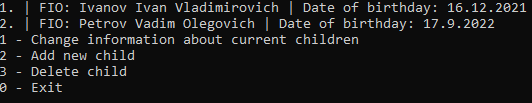 1. | FIO: Ivanov Ivan Vladimirovich | Date of birthday: 16.12.2021
2. | FIO: Petrov Vadim Olegovich | Date of birthday: 17.9.2022
1 - Change information about current children
2 - Add new child
3 - Delete child
0 - Exit